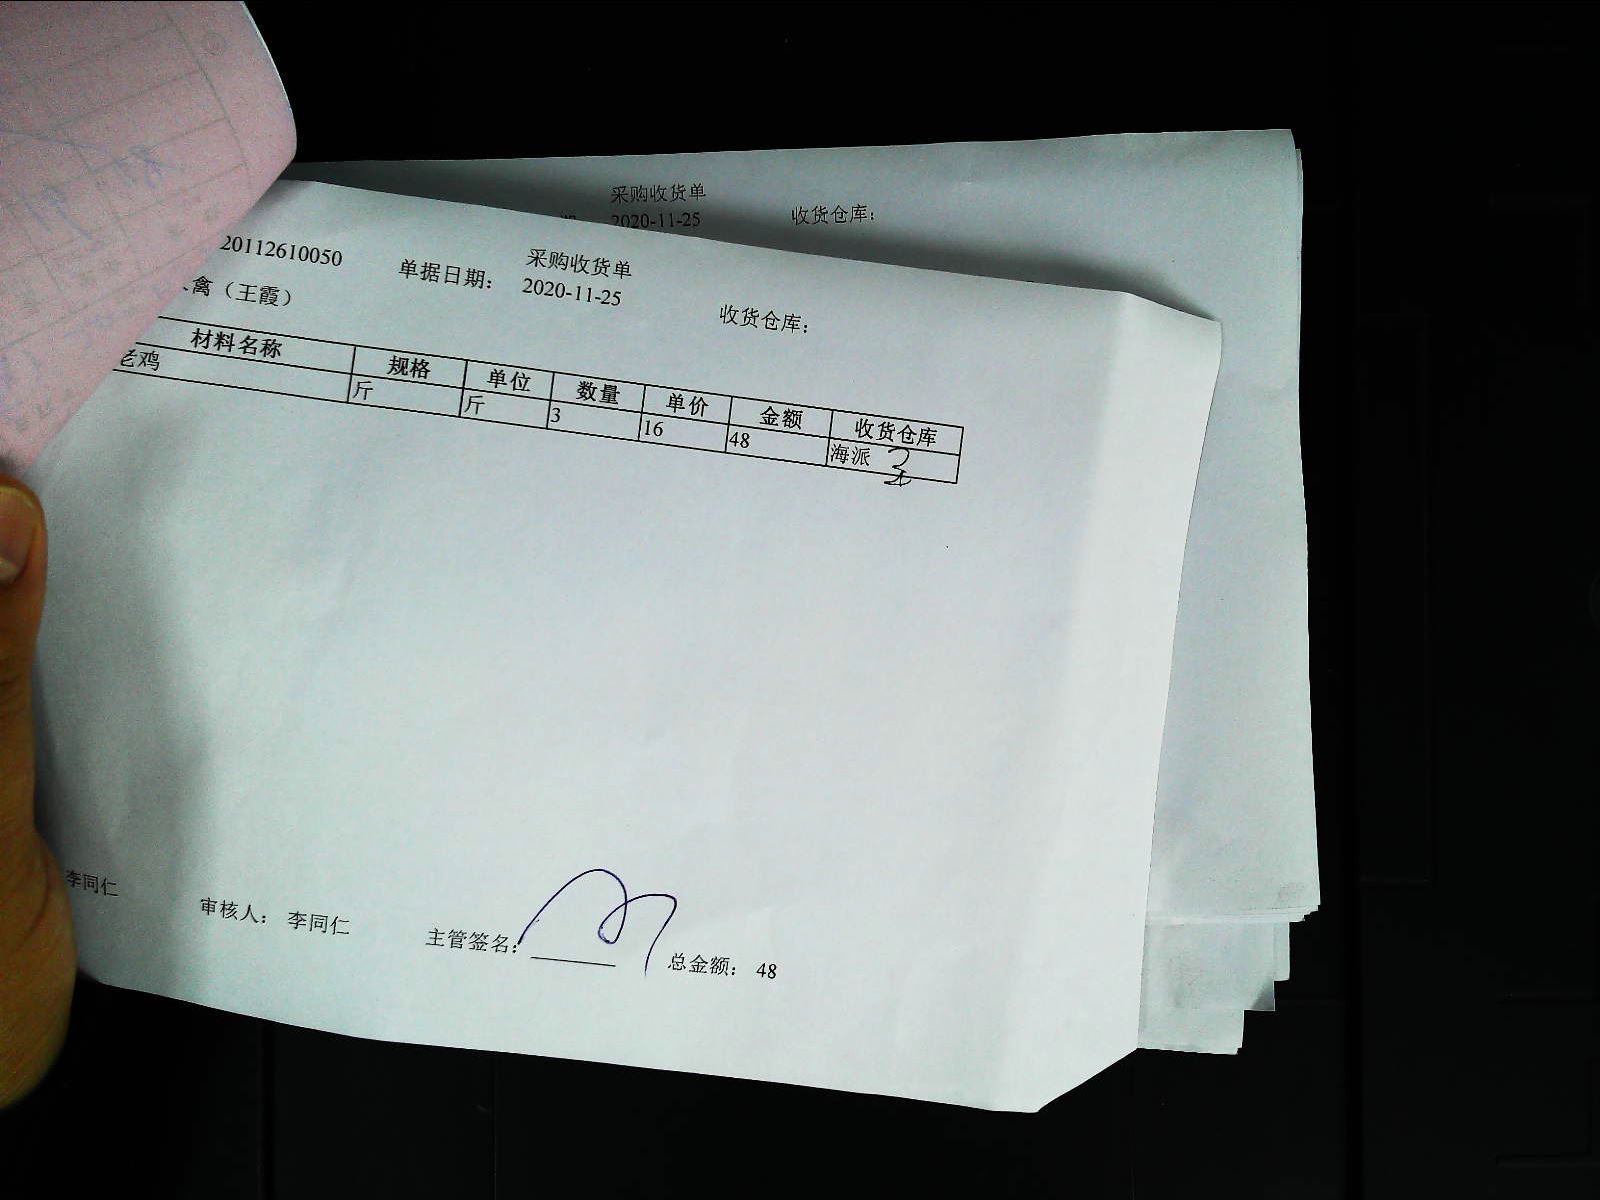 采购收货单
2020-11-25 收货仓库:
采购收货单
20112610050 单据日期: 2020-11-25 收货仓库:
禽（王霞）
材料名称 规格 单位 数量 单价 金额 收货仓库
老鸡 斤 斤 3 16 48 海派
李同仁 审核人: 李同仁 主管签名: 总金额: 48